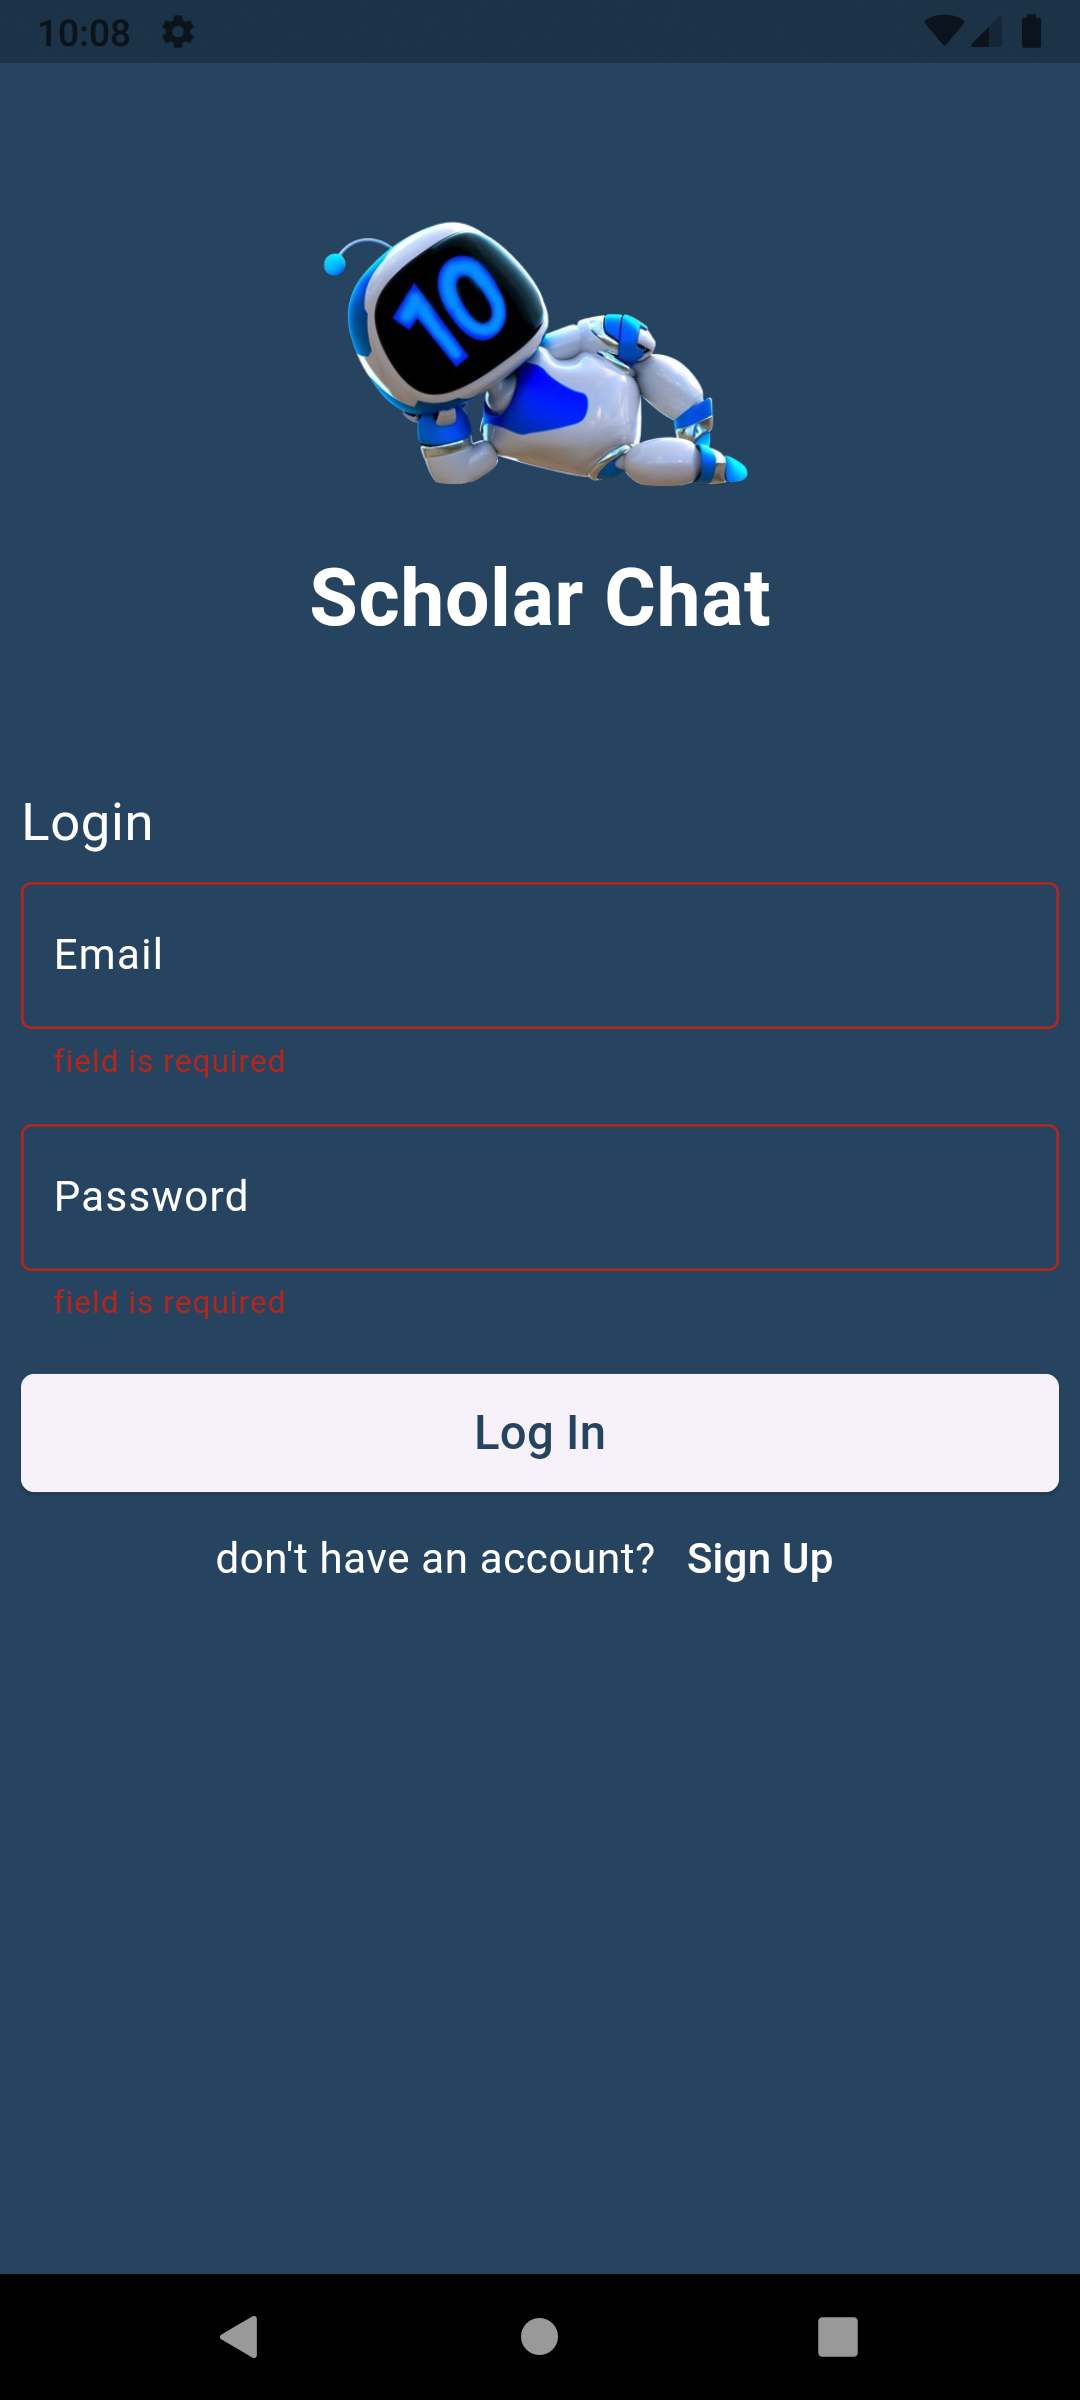 10:08
10
Scholar Chat
Login
Email
field is required
Password
field is required
Log In
don't have an account? Sign Up